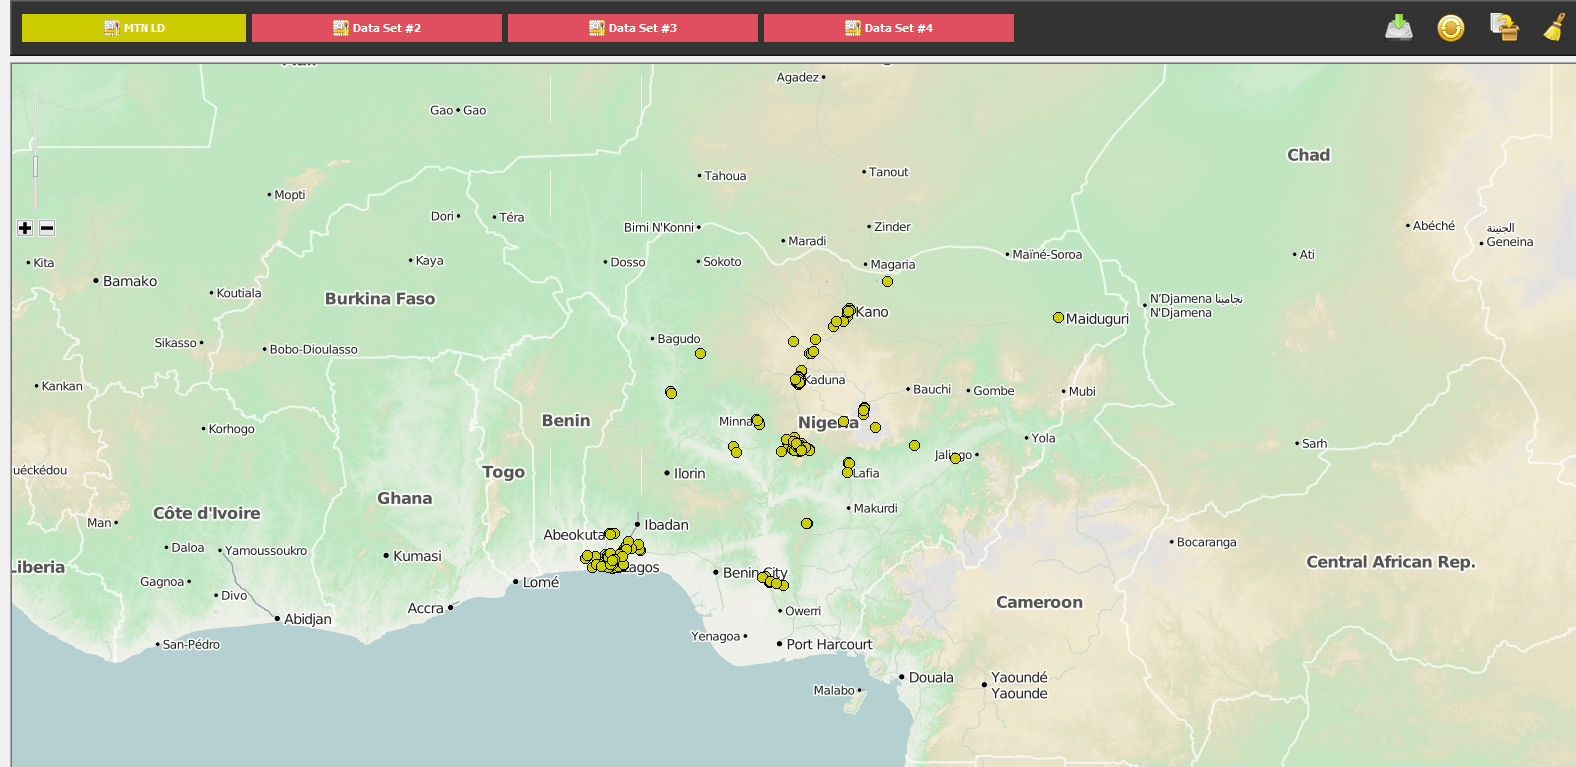 MTN LD
Data Set #2
Data Set #3
Data Set #4
Agadez
Gao
Gao
Chad
Tahoua
Tanout
Mopti
Dori
Téra
Birni N'Konni
Zinder
Abéché
الجنينة
Geneina
Maradi
Kita
Kaya
Dosso
Sokoto
Magaria
Maïné-Soroa
Ati
Bamako
Koutiala
Burkina Faso
N'Djamena نجامينا
N'Djamena
Kano
Maiduguri
Sikasso
Bobo-Dioulasso
Bagudo
Kankan
Kaduna
Bauchi
Gombe
Mubi
Korhogo
Benin
Minna
Nigeria
Yola
Sarh
uéckédou
Togo
Ilorin
Jalingo
Lafia
Ghana
Côte d'Ivoire
Makurdi
Man
Abeokuta
Ibadan
Daloa
Yamoussoukro
Kumasi
Bocaranga
Liberia
Lagos
Benin City
Central African Rep.
Gagnoa
Lomé
Divo
Accra
Owerri
Cameroon
Abidjan
San-Pédro
Yenagoa
Port Harcourt
Douala
Yaoundé
Yaounde
Malabo